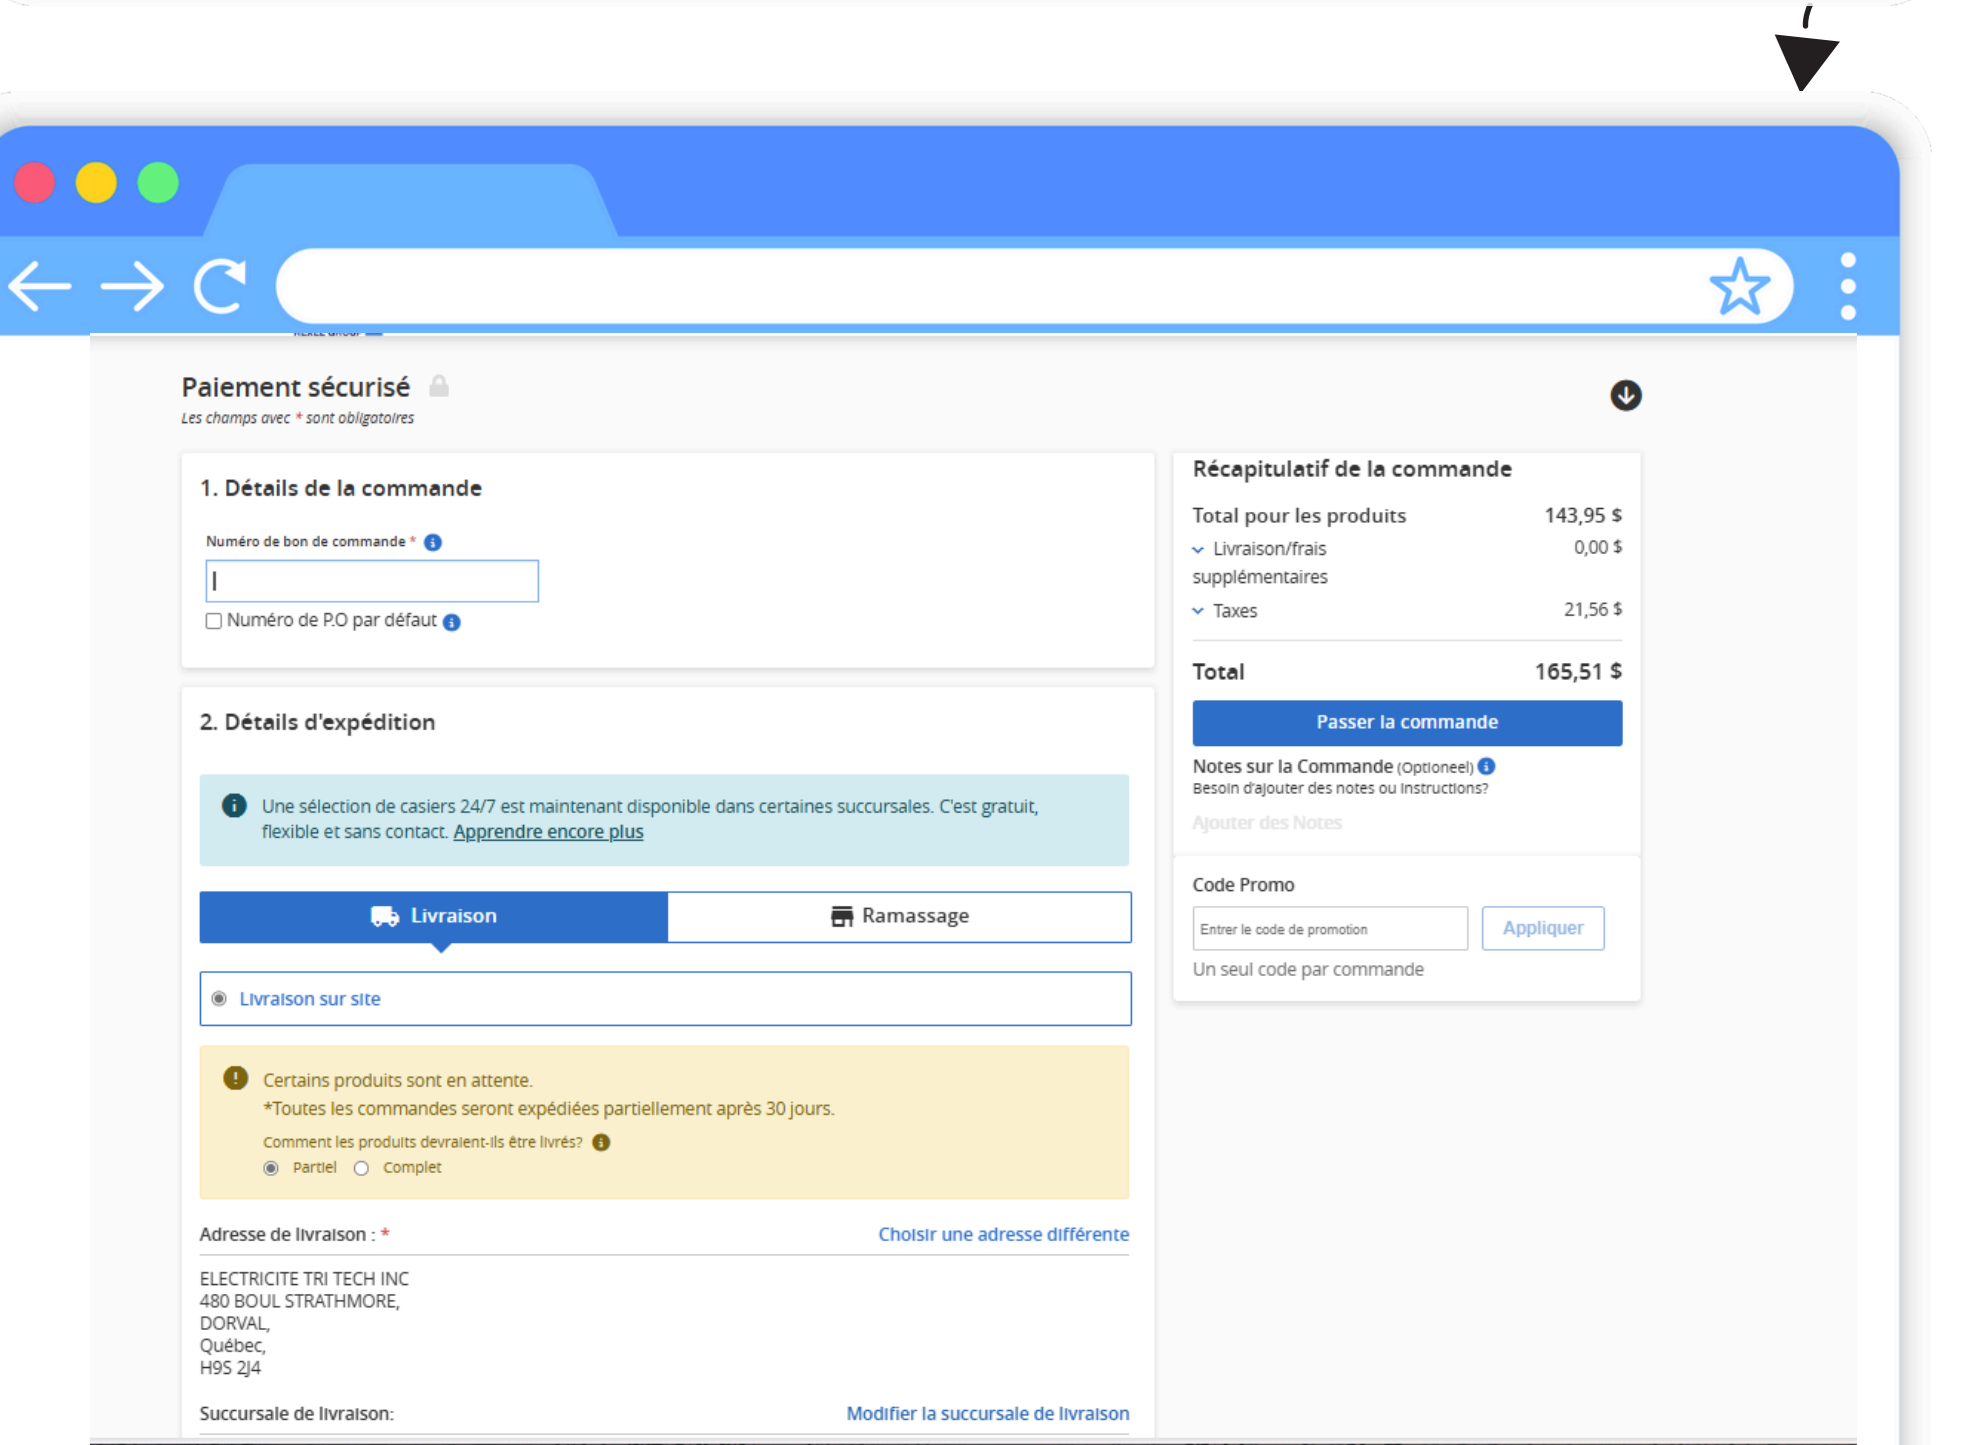 Paiement sécurisé
Les champs avec * sont obligatoires
1. Détails de la commande
Numéro de bon de commande *
Numéro de P.O par défaut
2. Détails d'expédition
Une sélection de casiers 24/7 est maintenant disponible dans certaines succursales. C'est gratuit,
flexible et sans contact. Apprendre encore plus
Livraison
Ramassage
Livraison sur site
Certains produits sont en attente.
*Toutes les commandes seront expédiées partiellement après 30 jours.
Comment les produits devraient-ils être livrés?
Partiel
Complet
Adresse de livraison : *
Choisir une adresse différente
ELECTRICITE TRI TECH INC
480 BOUL STRATHMORE,
DORVAL,
Québec,
H9S 2J4
Succursale de livraison:
Modifier la succursale de livraison
Récapitulatif de la commande
Total pour les produits 143,95 $
Livraison/frais 0,00 $
supplémentaires
Taxes 21,56 $
Total 165,51 $
Passer la commande
Notes sur la Commande (Optioneel)
Besoin d'ajouter des notes ou instructions?
Ajouter des Notes
Code Promo
Entrer le code de promotion
Appliquer
Un seul code par commande